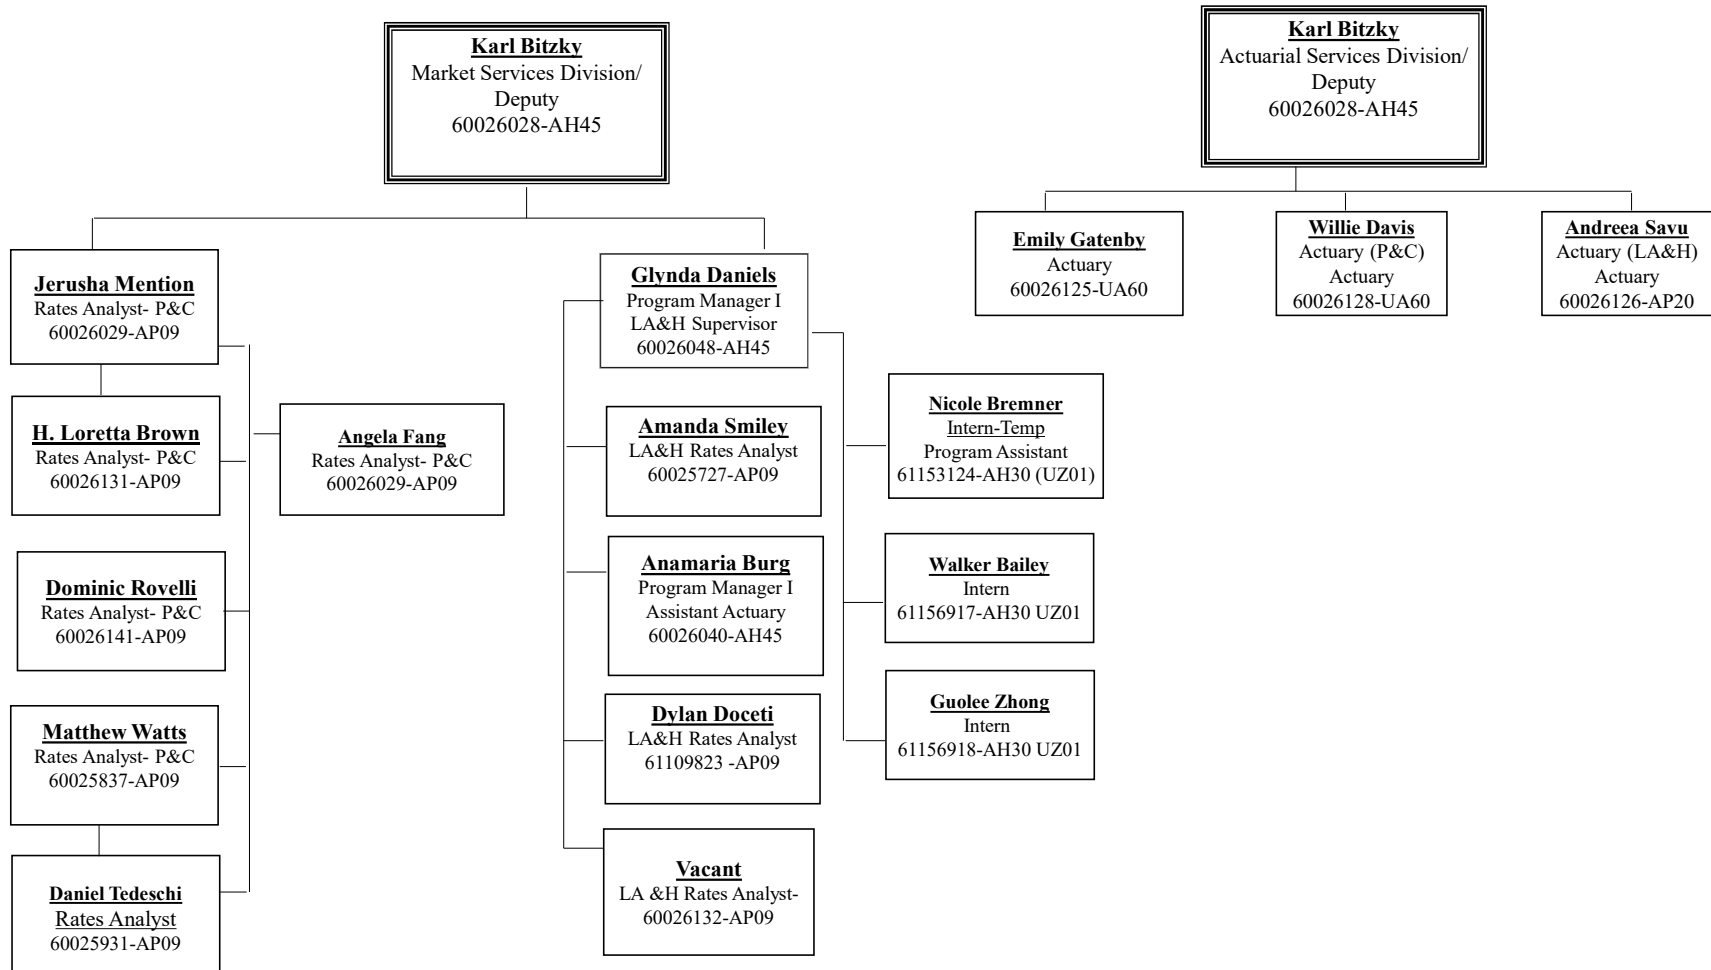 Karl Bitzky
Market Services Division/
Deputy
60026028-AH45
Karl Bitzky
Actuarial Services Division/
Deputy
60026028-AH45
Emily Gatenby
Actuary
60026125-UA60
Willie Davis
Actuary (P&C)
Actuary
60026128-UA60
Andreea Savu
Actuary (LA&H)
Actuary
60026126-AP20
Jerusha Mention
Rates Analyst- P&C
60026029-AP09
H. Loretta Brown
Rates Analyst- P&C
60026131-AP09
Angela Fang
Rates Analyst- P&C
60026029-AP09
Dominic Rovelli
Rates Analyst- P&C
60026141-AP09
Matthew Watts
Rates Analyst- P&C
60025837-AP09
Daniel Tedeschi
Rates Analyst
60025931-AP09
Glynda Daniels
Program Manager I
LA&H Supervisor
60026048-AH45
Amanda Smiley
LA&H Rates Analyst
60025727-AP09
Anamaria Burg
Program Manager I
Assistant Actuary
60026040-AH45
Dylan Doceti
LA&H Rates Analyst
61109823 -AP09
Vacant
LA &H Rates Analyst-
60026132-AP09
Nicole Bremner
Intern-Temp
Program Assistant
61153124-AH30 (UZ01)
Walker Bailey
Intern
61156917-AH30 UZ01
Guolee Zhong
Intern
61156918-AH30 UZ01